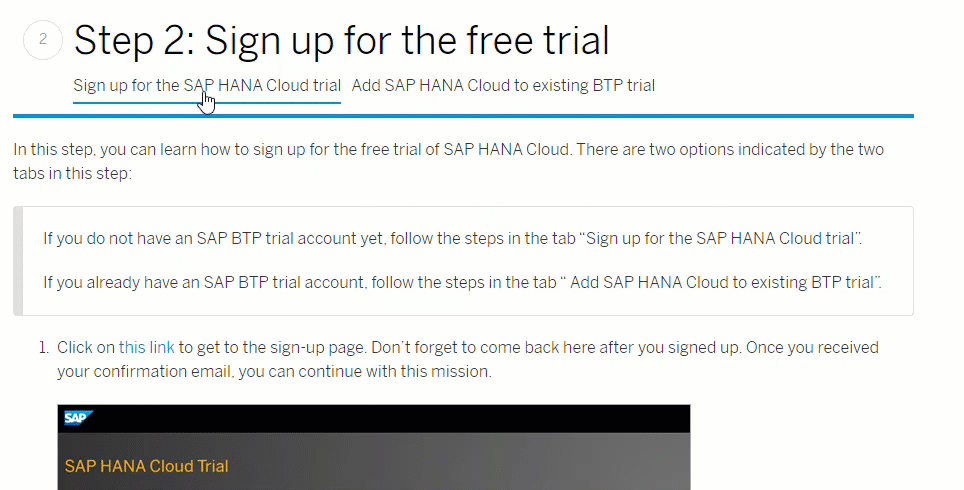 2
Step 2: Sign up for the free trial
Sign up for the SAP HANA Cloud trial Add SAP HANA Cloud to existing BTP trial
In this step, you can learn how to sign up for the free trial of SAP HANA Cloud. There are two options indicated by the two
tabs in this step:
If you do not have an SAP BTP trial account yet, follow the steps in the tab “Sign up for the SAP HANA Cloud trial”.
If you already have an SAP BTP trial account, follow the steps in the tab “ Add SAP HANA Cloud to existing BTP trial”.
1. Click on this link to get to the sign-up page. Don’t forget to come back here after you signed up. Once you received
your confirmation email, you can continue with this mission.
SAP
SAP HANA Cloud Trial